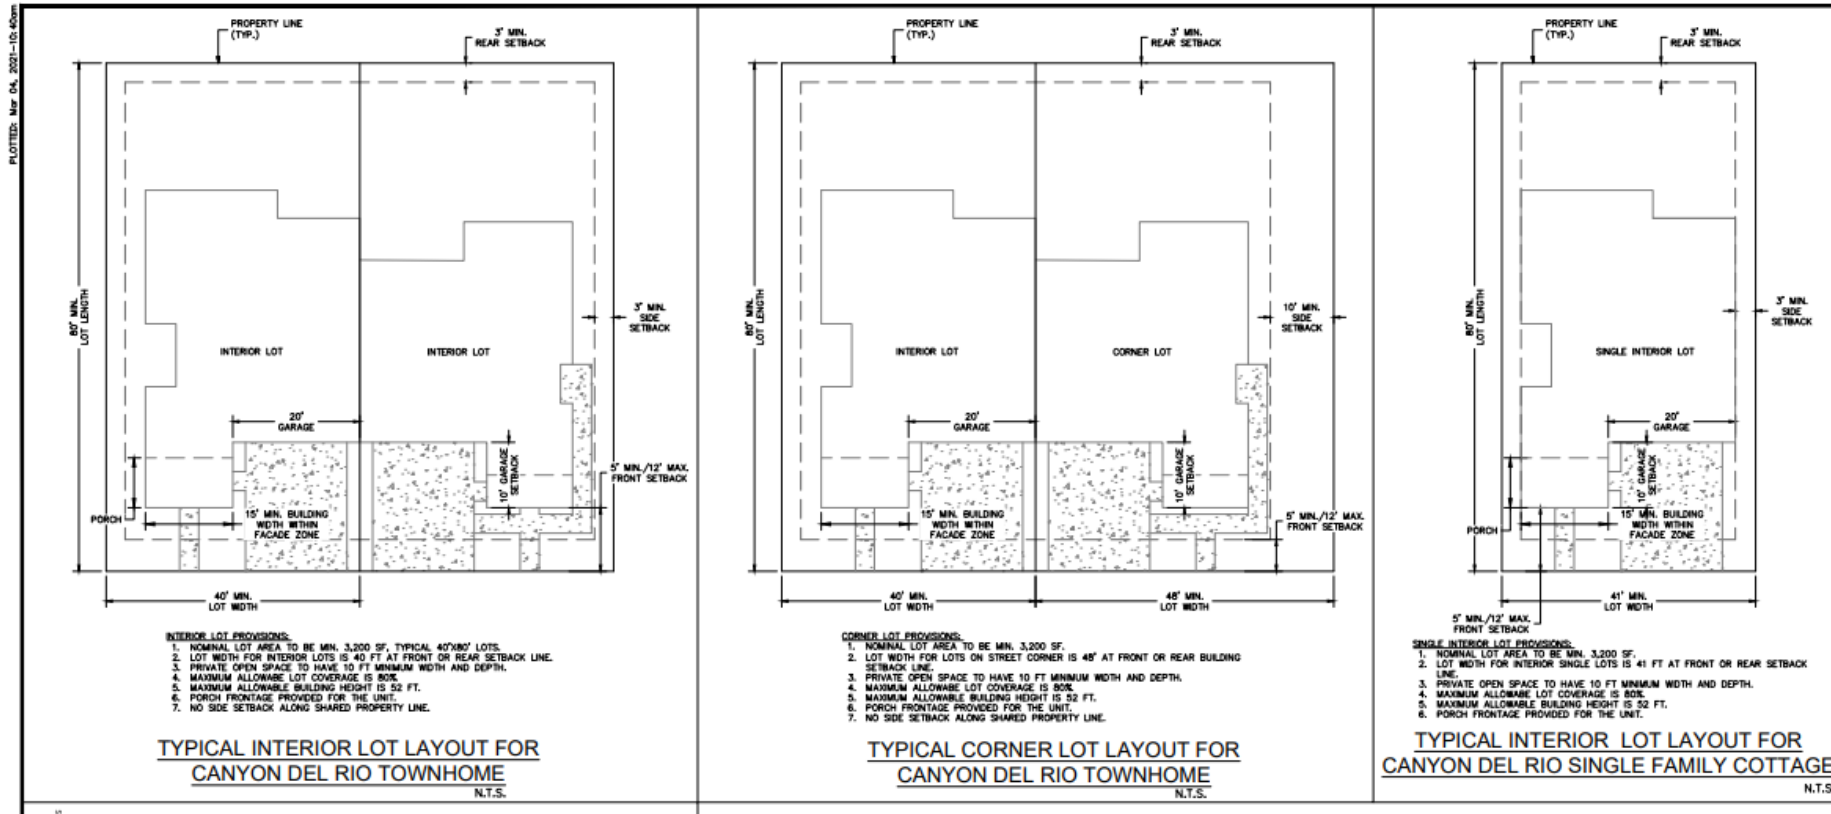 PLOTTED: Mar 04, 2021-10:40am
PROPERTY LINE
(TYP.)
3' MIN.
REAR SETBACK
80' MIN.
LOT LENGTH
3' MIN.
SIDE
SETBACK
INTERIOR LOT
INTERIOR LOT
20'
GARAGE
10' GARAGE
SETBACK
5' MIN./12' MAX.
FRONT SETBACK
PORCH
15' MIN. BUILDING
WIDTH WITHIN
FACADE ZONE
40' MIN.
LOT WIDTH
INTERIOR LOT PROVISIONS:
1. NOMINAL LOT AREA TO BE MIN. 3,200 SF, TYPICAL 40'X80' LOTS.
2. LOT WIDTH FOR INTERIOR LOTS IS 40 FT AT FRONT OR REAR SETBACK LINE.
3. PRIVATE OPEN SPACE TO HAVE 10 FT MINIMUM WIDTH AND DEPTH.
4. MAXIMUM ALLOWABE LOT COVERAGE IS 80%.
5. MAXIMUM ALLOWABLE BUILDING HEIGHT IS 52 FT.
6. PORCH FRONTAGE PROVIDED FOR THE UNIT.
7. NO SIDE SETBACK ALONG SHARED PROPERTY LINE.
TYPICAL INTERIOR LOT LAYOUT FOR
CANYON DEL RIO TOWNHOME
N.T.S.
PROPERTY LINE
(TYP.)
3' MIN.
REAR SETBACK
80' MIN.
LOT LENGTH
10' MIN.
SIDE
SETBACK
INTERIOR LOT
CORNER LOT
20'
GARAGE
10' GARAGE
SETBACK
5' MIN./12' MAX.
FRONT SETBACK
15' MIN. BUILDING
WIDTH WITHIN
FACADE ZONE
40' MIN.
LOT WIDTH
48' MIN.
LOT WIDTH
CORNER LOT PROVISIONS:
1. NOMINAL LOT AREA TO BE MIN. 3,200 SF.
2. LOT WIDTH FOR LOTS ON STREET CORNER IS 48' AT FRONT OR REAR BUILDING
SETBACK LINE.
3. PRIVATE OPEN SPACE TO HAVE 10 FT MINIMUM WIDTH AND DEPTH.
4. MAXIMUM ALLOWABE LOT COVERAGE IS 80%.
5. MAXIMUM ALLOWABLE BUILDING HEIGHT IS 52 FT.
6. PORCH FRONTAGE PROVIDED FOR THE UNIT.
7. NO SIDE SETBACK ALONG SHARED PROPERTY LINE.
TYPICAL CORNER LOT LAYOUT FOR
CANYON DEL RIO TOWNHOME
N.T.S.
PROPERTY LINE
(TYP.)
3' MIN.
REAR SETBACK
80' MIN.
LOT LENGTH
3' MIN.
SIDE
SETBACK
SINGLE INTERIOR LOT
20'
GARAGE
10' GARAGE
SETBACK
PORCH
15' MIN. BUILDING
WIDTH WITHIN
FACADE ZONE
41' MIN.
LOT WIDTH
5' MIN./12' MAX.
FRONT SETBACK
SINGLE INTERIOR LOT PROVISIONS:
1. NOMINAL LOT AREA TO BE MIN. 3,200 SF.
2. LOT WIDTH FOR INTERIOR SINGLE LOTS IS 41 FT AT FRONT OR REAR SETBACK
LINE.
3. PRIVATE OPEN SPACE TO HAVE 10 FT MINIMUM WIDTH AND DEPTH.
4. MAXIMUM ALLOWABE LOT COVERAGE IS 80%.
5. MAXIMUM ALLOWABLE BUILDING HEIGHT IS 52 FT.
6. PORCH FRONTAGE PROVIDED FOR THE UNIT.
TYPICAL INTERIOR LOT LAYOUT FOR
CANYON DEL RIO SINGLE FAMILY COTTAGE
N.T.S